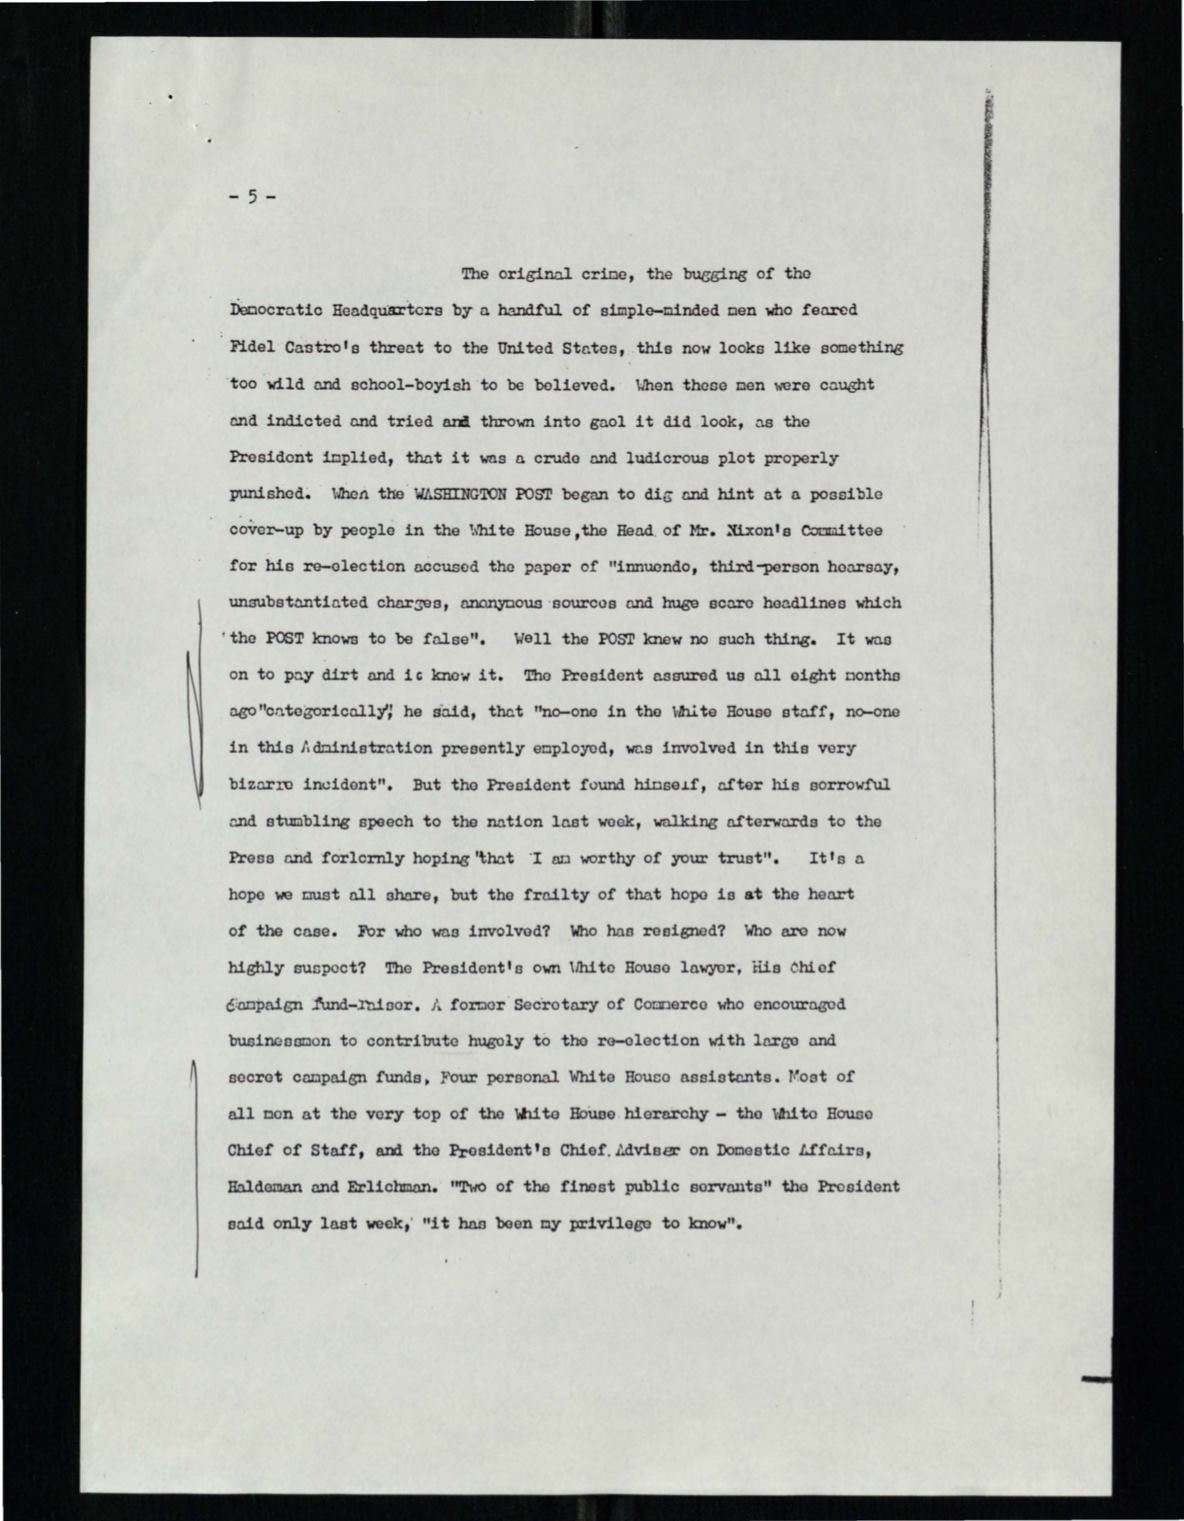 - 5 -
The original crime, the bugging of the
Democratic Headquarters by a handful of simple-minded men who feared
Fidel Castro's threat to the United States, this now looks like something
too wild and school-boyish to be believed. When these men were caught
and indicted and tried and thrown into gaol it did look, as the
President implied, that it was a crude and ludicrous plot properly
punished. When the WASHINGTON POST began to dig and hint at a possible
cover-up by people in the White House,the Head of Mr. Nixon's Committee
for his re-election accused the paper of "innuendo, third-person hearsay,
unsubstantiated charges, anonymous sources and huge scare headlines which
the POST knows to be false". Well the POST knew no such thing. It was
on to pay dirt and it knew it. The President assured us all eight months
ago"categorically", he said, that "no-one in the White House staff, no-one
in this Administration presently employed, was involved in this very
bizarre incident". But the President found himself, after his sorrowful
and stumbling speech to the nation last week, walking afterwards to the
Press and forlornly hoping "that I am worthy of your trust". It's a
hope we must all share, but the frailty of that hope is at the heart
of the case. For who was involved? Who has resigned? Who are now
highly suspect? The President's own White House lawyer, His Chief
Campaign fund-raiser. A former Secretary of Commerce who encouraged
businessmen to contribute hugely to the re-election with large and
secret campaign funds, Four personal White House assistants. Most of
all men at the very top of the White House hierarchy - the White House
Chief of Staff, and the President's Chief Adviser on Domestic Affairs,
Haldeman and Erlichman. "Two of the finest public servants" the President
said only last week, "it has been my privilege to know".